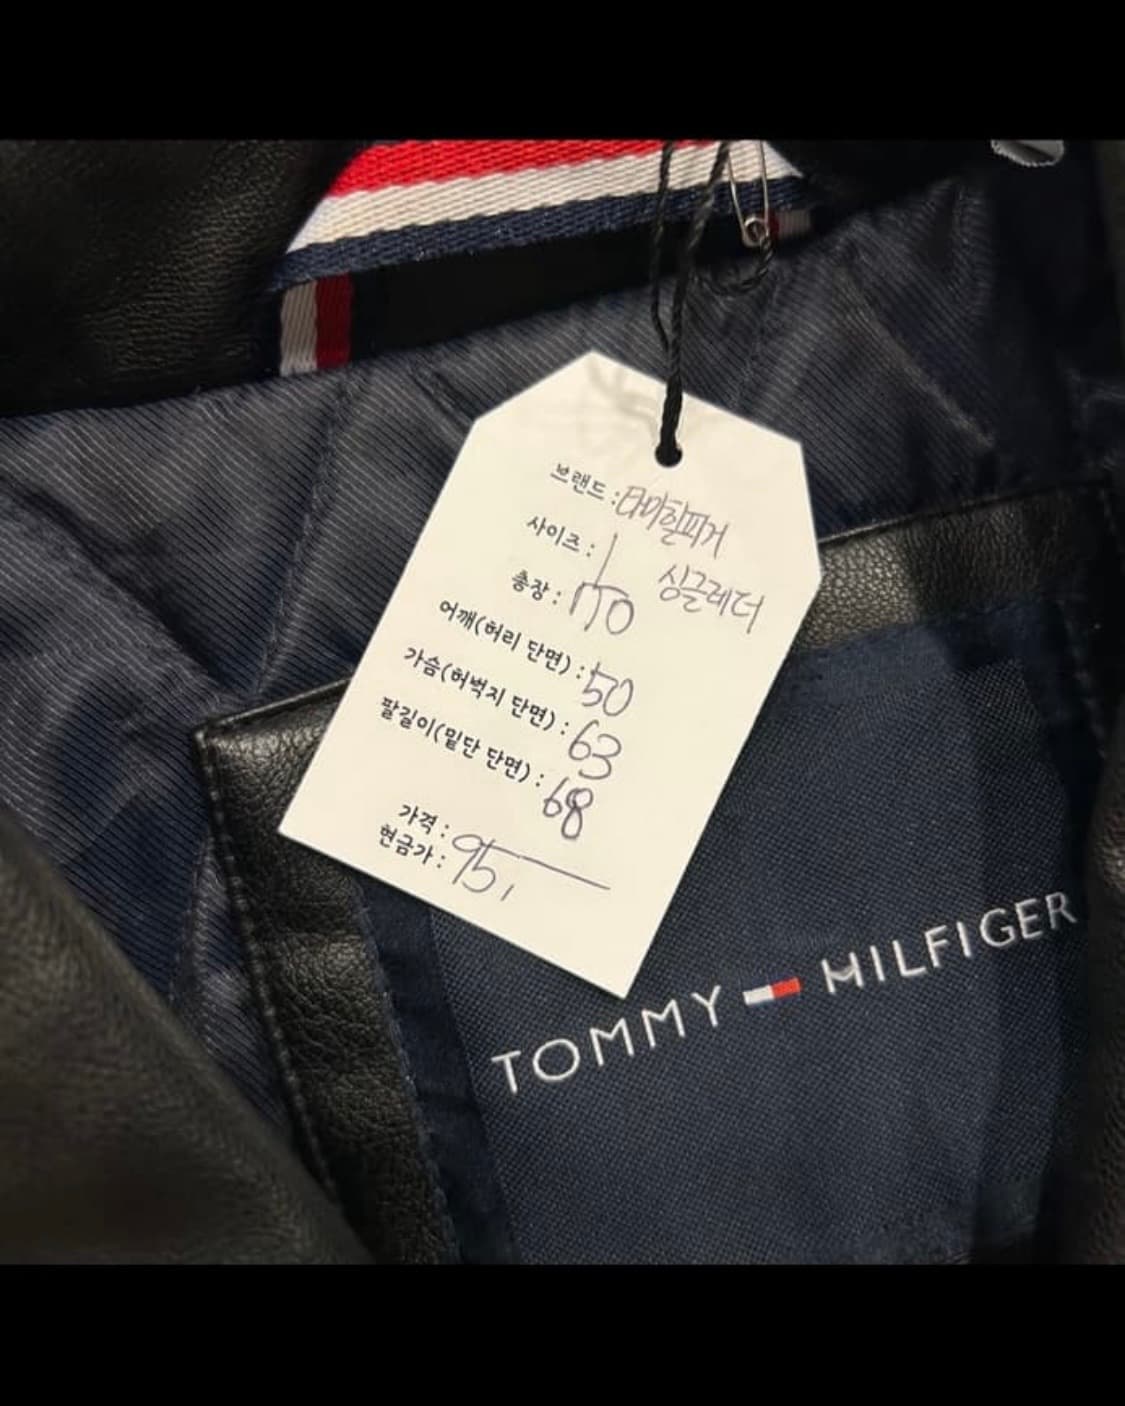 브랜드 : 타미힐피거
싱글레더
사이즈 : L
총장 : 70
어깨(허리 단면) : 50
가슴(허벅지 단면) : 63
팔길이(밑단 단면) : 68
가격 :
현금가 : 95,
TOMMY HILFIGER